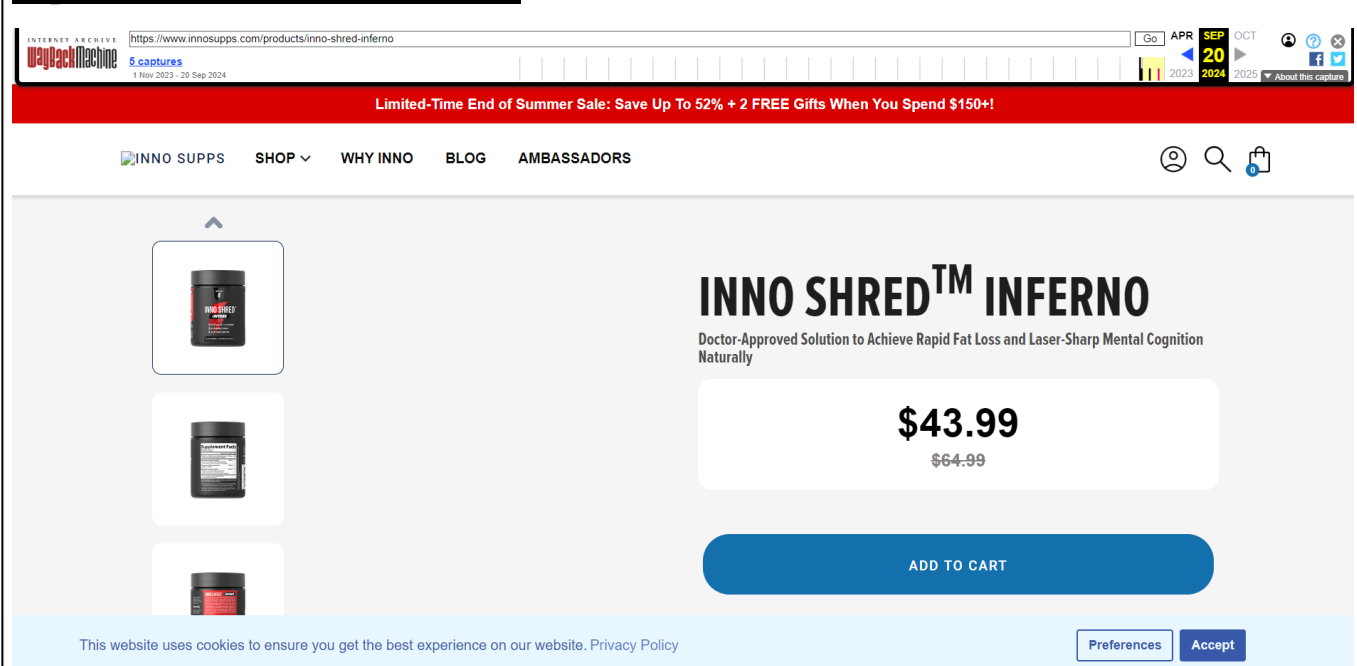 INTERNET ARCHIVE
WayBackMachine
https://www.innosupps.com/products/inno-shred-inferno
Go
APR SEP OCT
5 captures
20
1 Nov 2023 - 20 Sep 2024
2023 2024 2025
About this capture
Limited-Time End of Summer Sale: Save Up To 52% + 2 FREE Gifts When You Spend $150+!
INNO SUPPS SHOP WHY INNO BLOG AMBASSADORS
0
INNO SHRED
INFERNO
INNO SHRED™ INFERNO
Doctor-Approved Solution to Achieve Rapid Fat Loss and Laser-Sharp Mental Cognition
Naturally
$43.99
$64.99
Supplement Facts
ADD TO CART
This website uses cookies to ensure you get the best experience on our website. Privacy Policy
Preferences
Accept